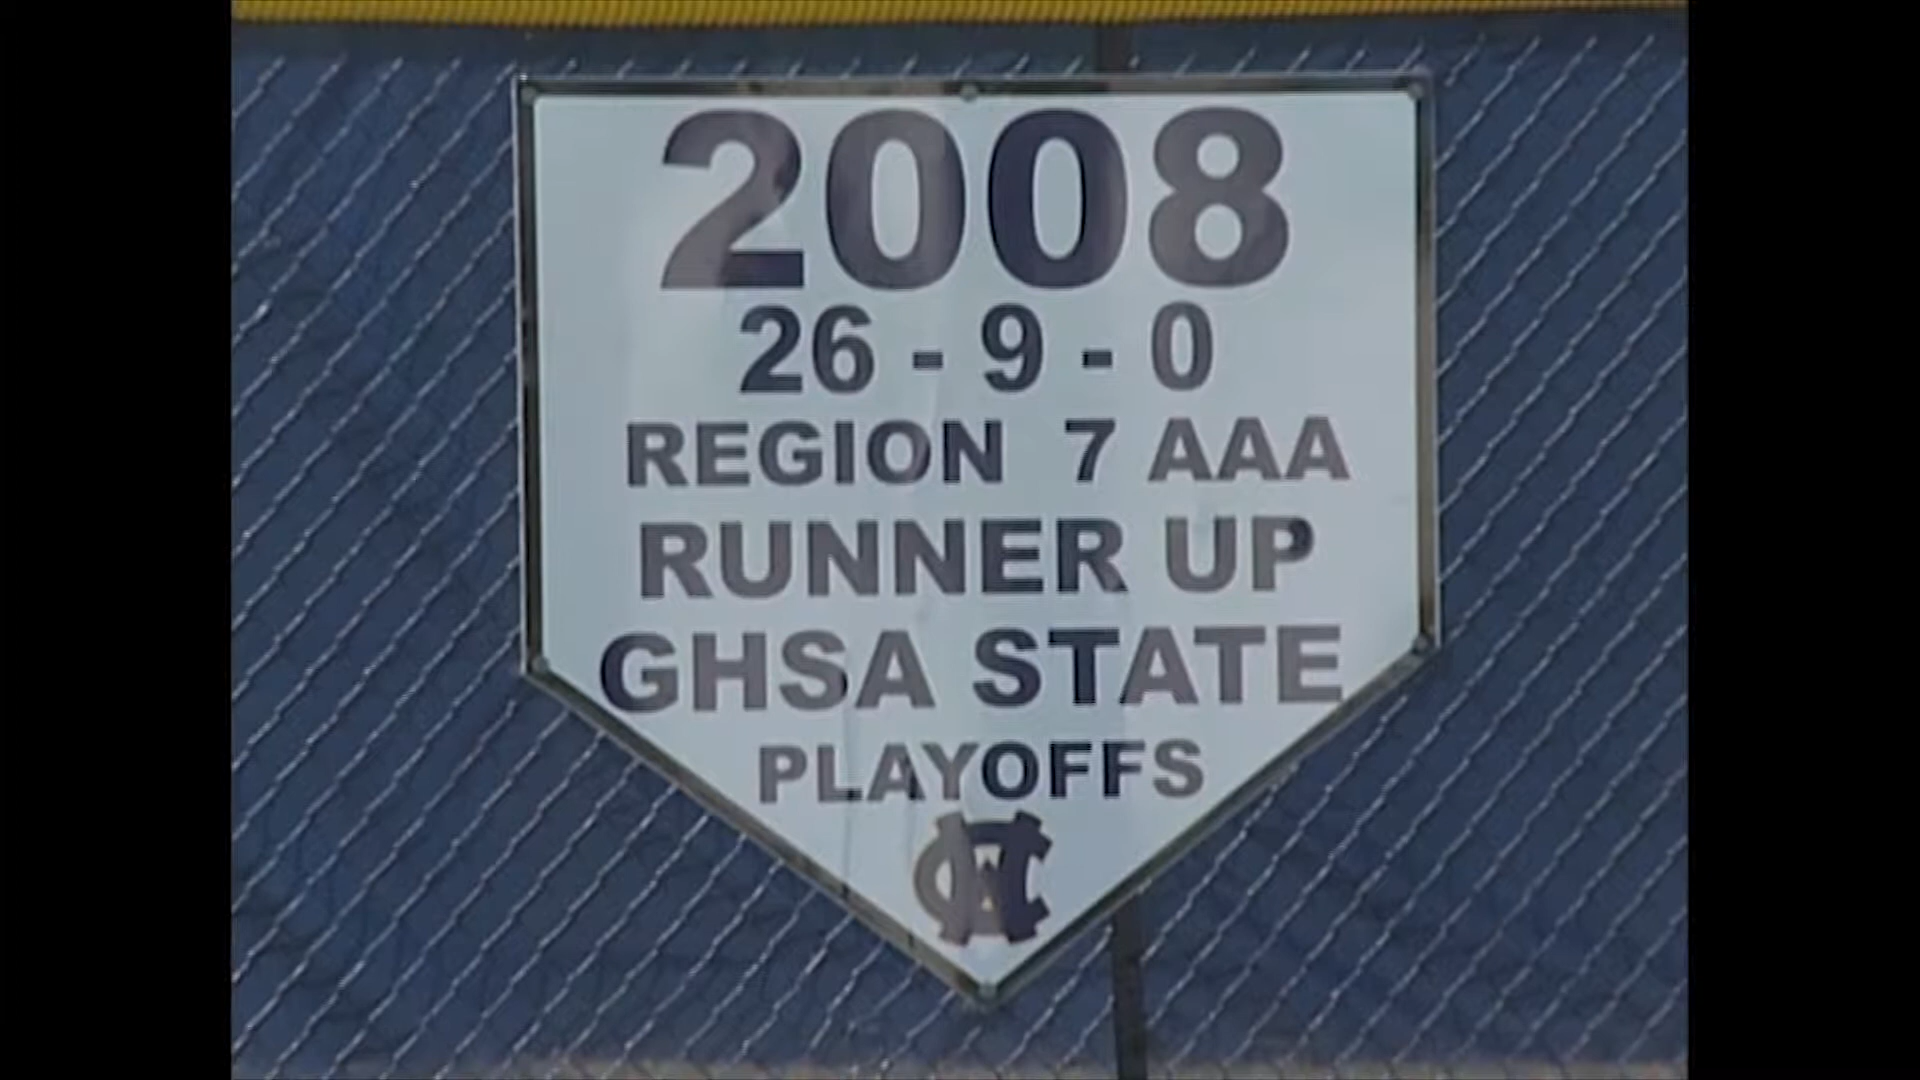 2008
26 - 9 - 0
REGION 7 AAA
RUNNER UP
GHSA STATE
PLAYOFFS